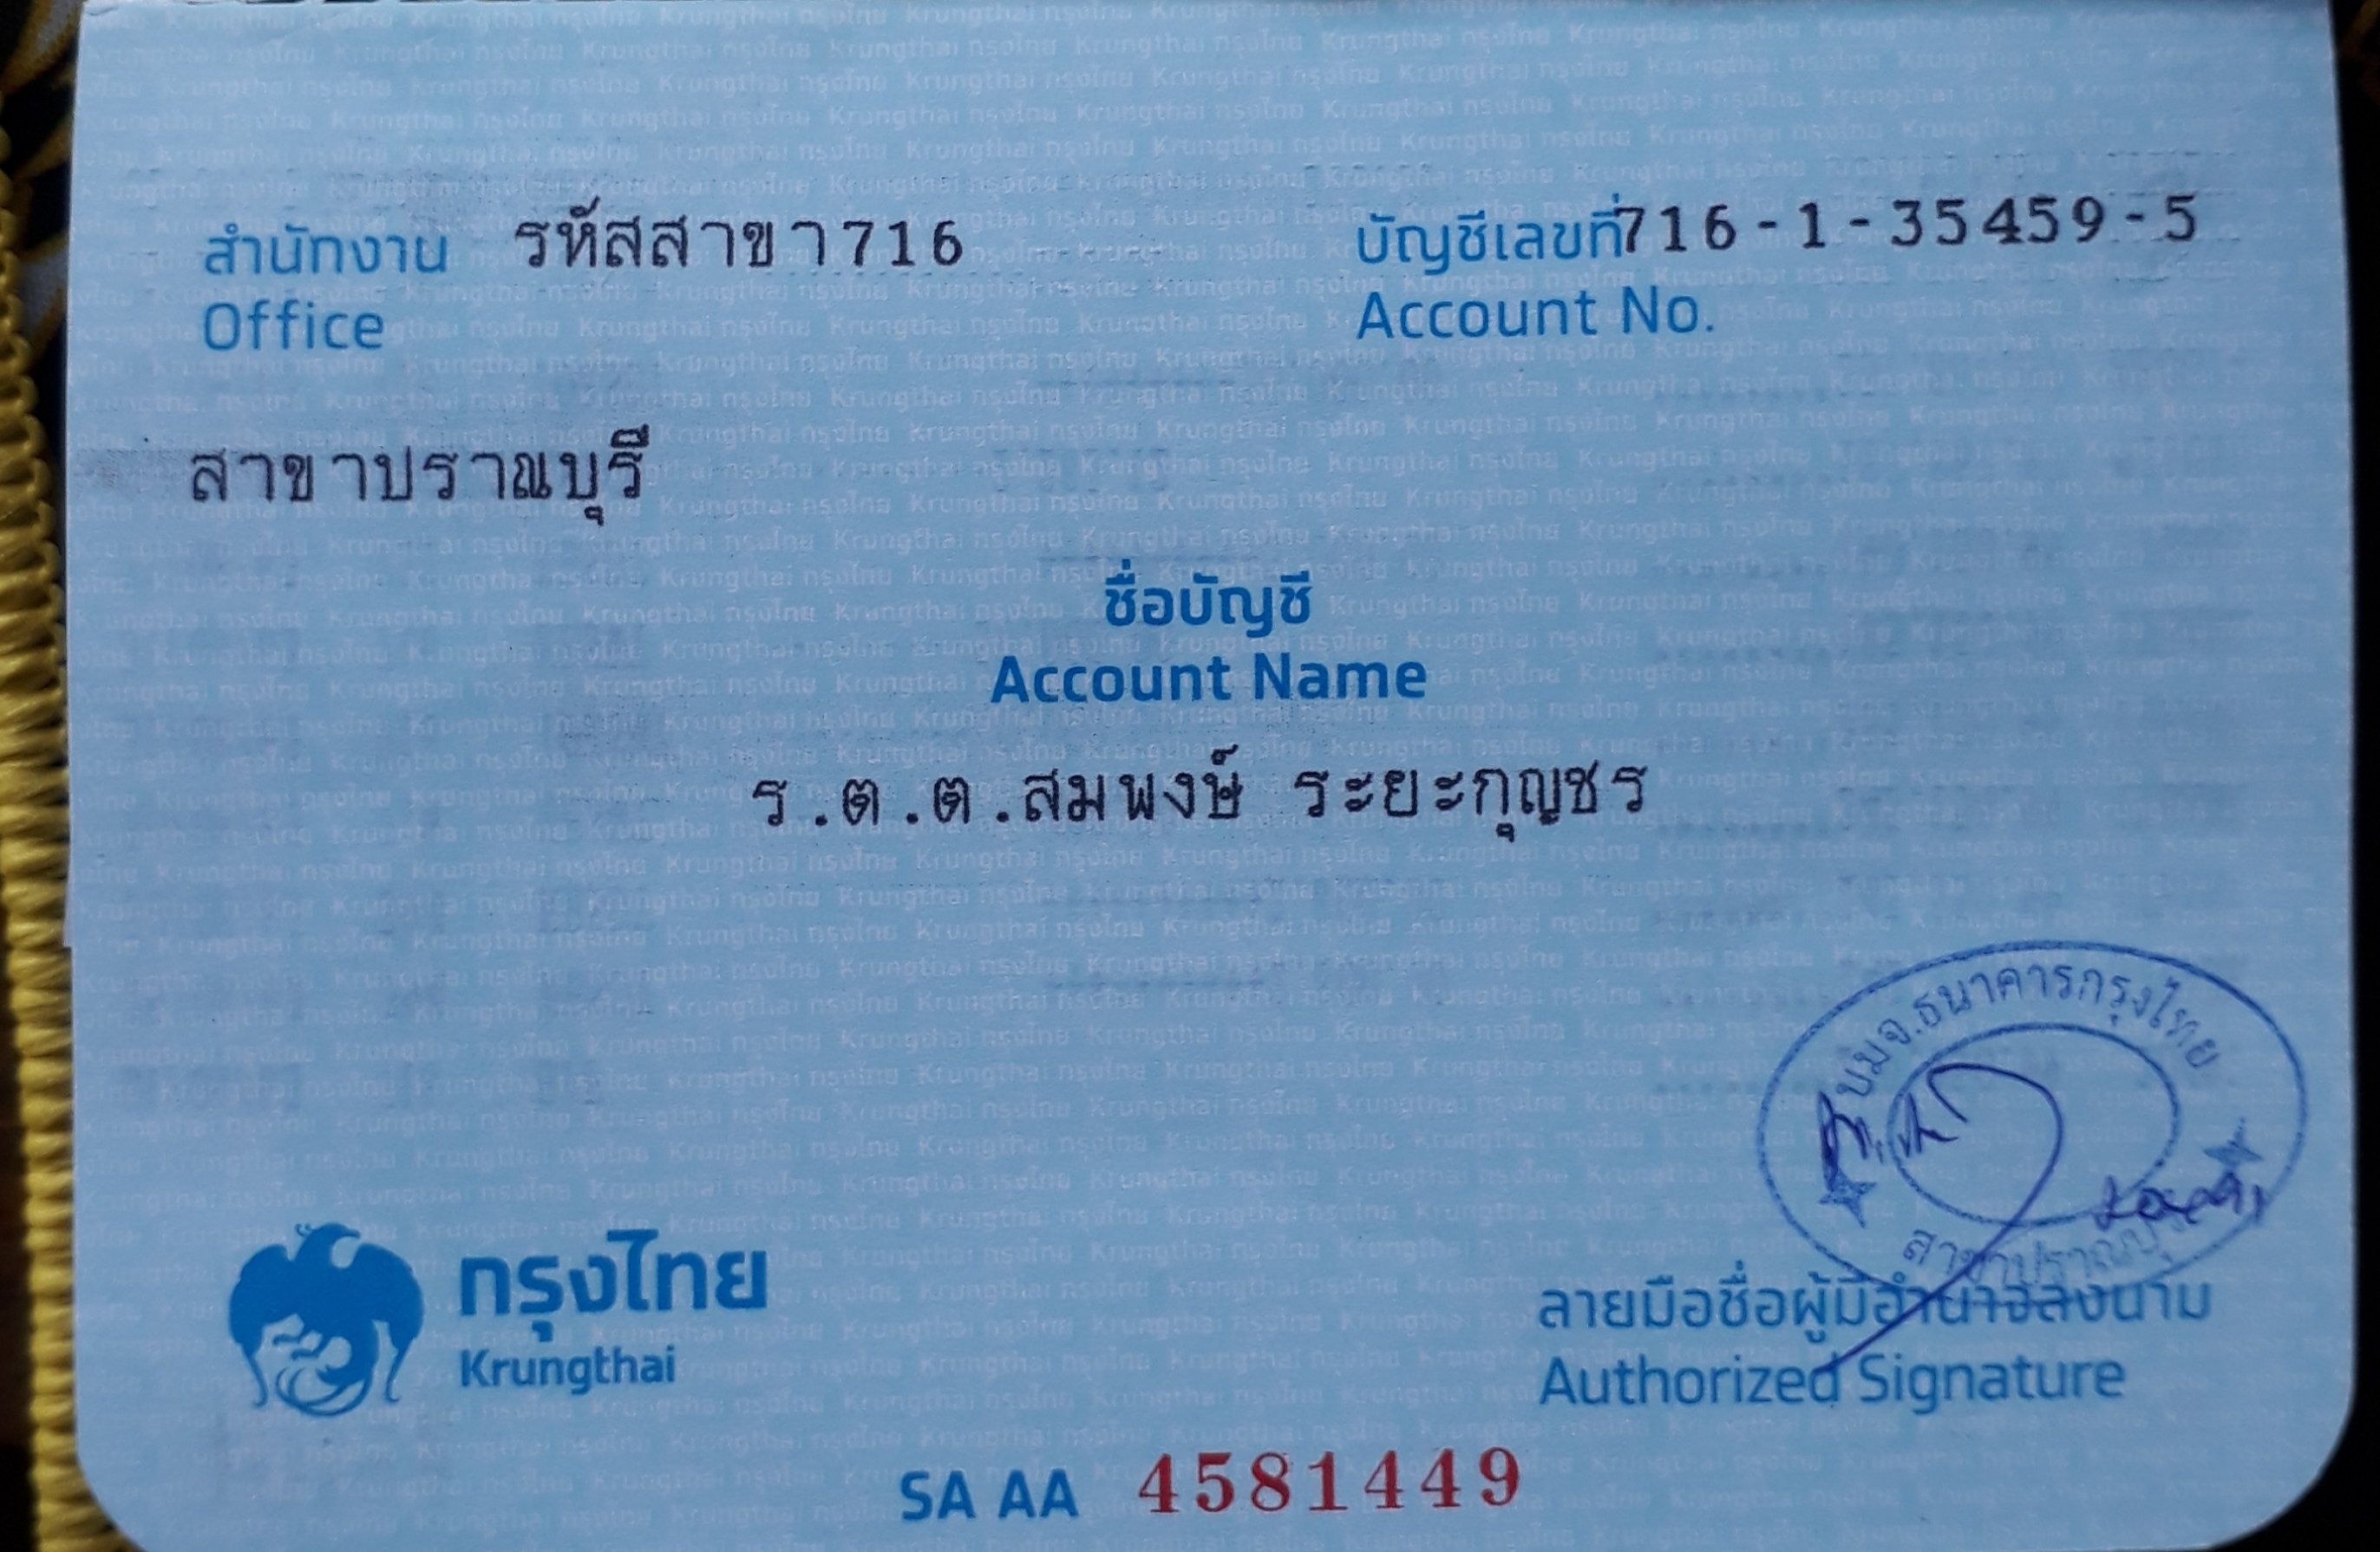 สำนักงาน รหัสสาขา716 บัญชีเลขที่716-1-35459-5
Office Account No.
สาขาปราณบุรี
ชื่อบัญชี
Account Name
ร.ต.ต.สมพงษ์ ระยะกุญชร
บมจ.ธนาคารกรุงไทย
สาขาปราณบุรี
กรุงไทย
Krungthai
ลายมือชื่อผู้มีอำนาจลงนาม
Authorized Signature
SA AA 4581449